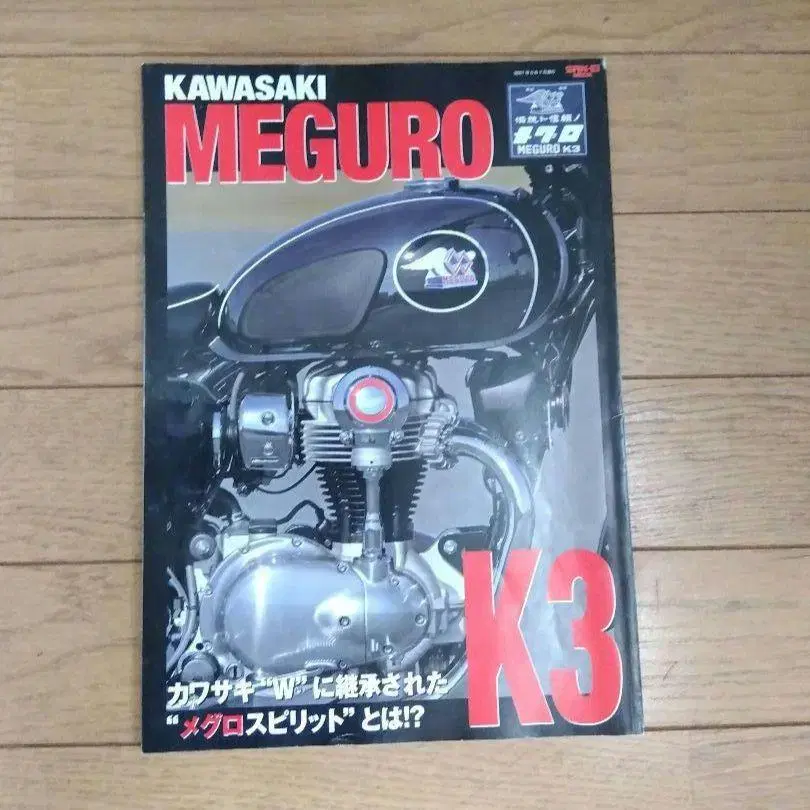 KAWASAKI
MEGURO
伝統と信頼!
メグロ
MEGURO K3
MEGURO
K3
カワサキ“W”に継承された
“メグロスピリット”とは!?